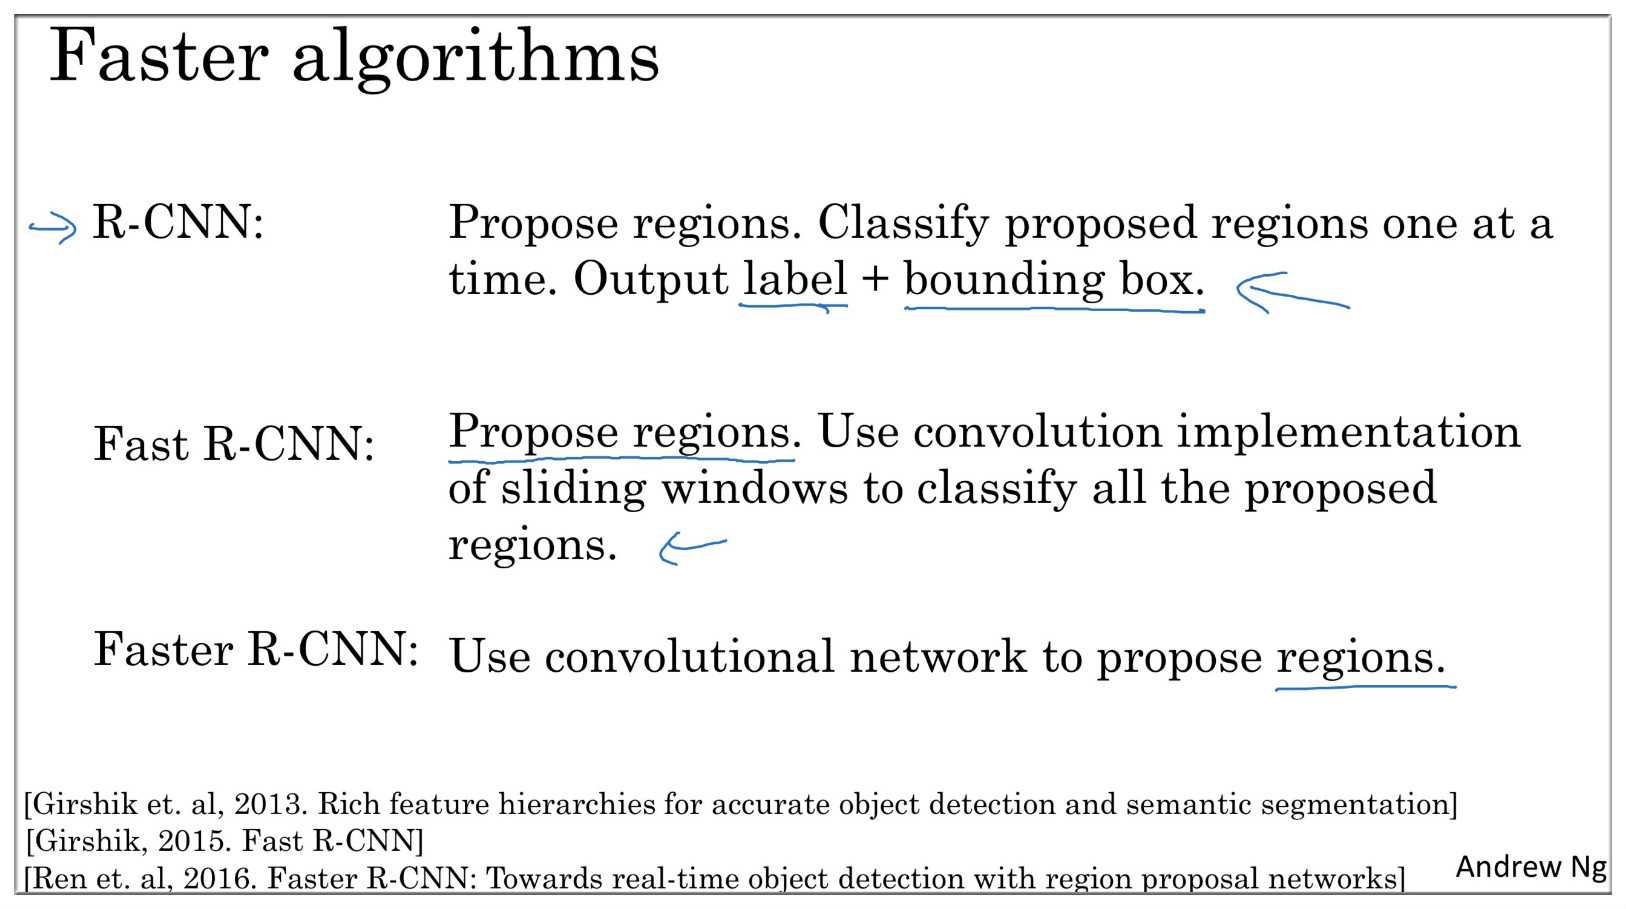 Faster algorithms
R-CNN: Propose regions. Classify proposed regions one at a
time. Output label + bounding box.
Fast R-CNN: Propose regions. Use convolution implementation
of sliding windows to classify all the proposed
regions.
Faster R-CNN: Use convolutional network to propose regions.
[Girshik et. al, 2013. Rich feature hierarchies for accurate object detection and semantic segmentation]
[Girshik, 2015. Fast R-CNN]
[Ren et. al, 2016. Faster R-CNN: Towards real-time object detection with region proposal networks]
Andrew Ng